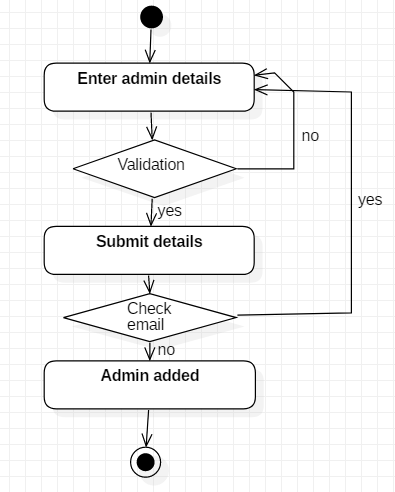 Enter admin details
no
Validation
yes
yes
Submit details
Check
email
no
Admin added